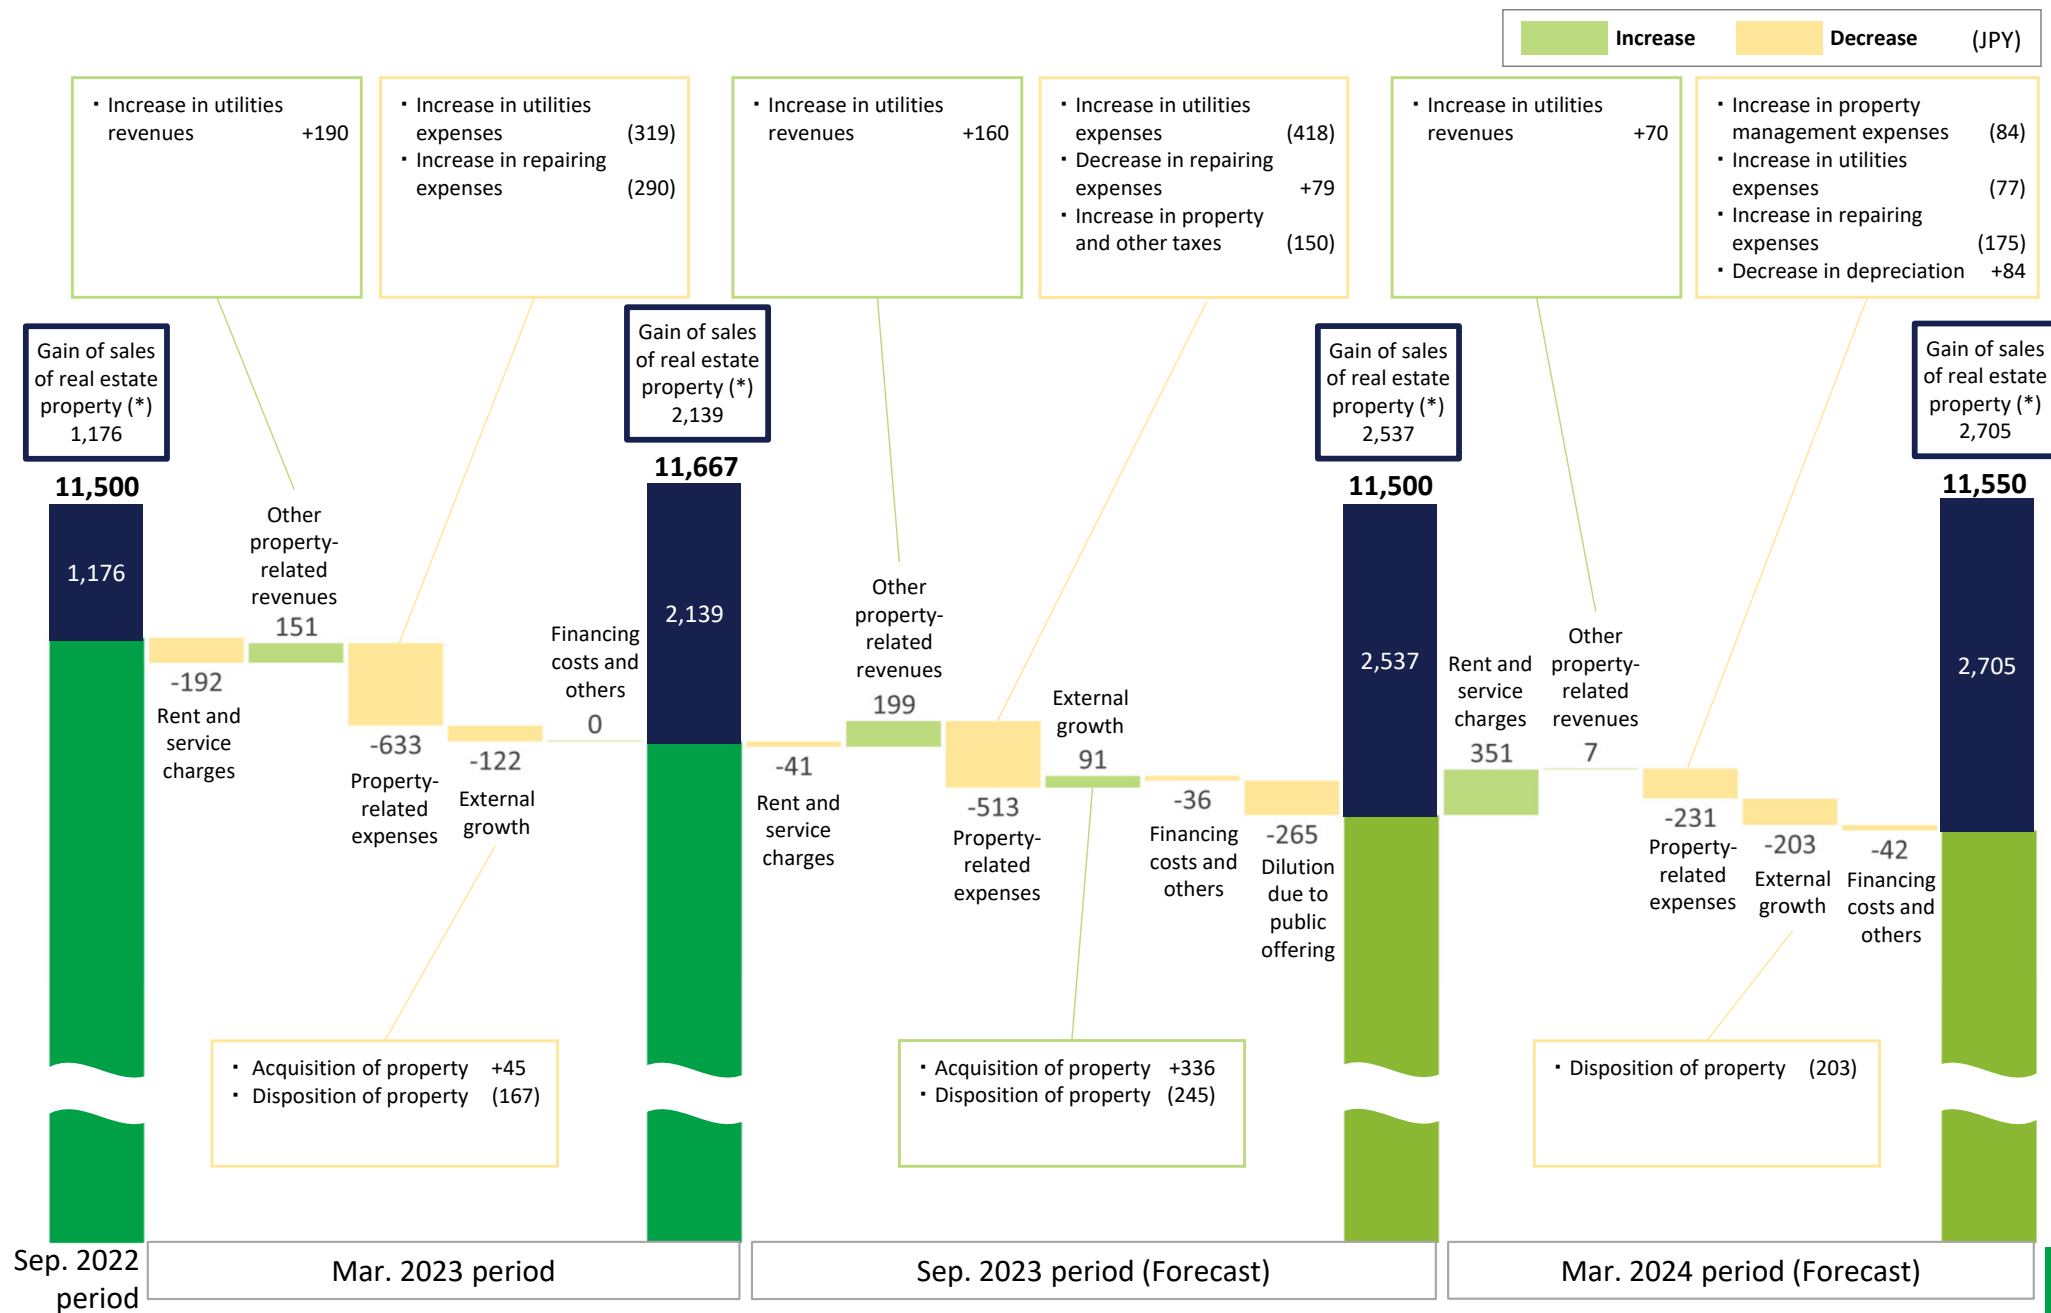 Increase Decrease (JPY)
・Increase in utilities
revenues +190
・Increase in utilities
expenses (319)
・Increase in repairing
expenses (290)
・Increase in utilities
revenues +160
・Increase in utilities
expenses (418)
・Decrease in repairing
expenses +79
・Increase in property
and other taxes (150)
・Increase in utilities
revenues +70
・Increase in property
management expenses (84)
・Increase in utilities
expenses (77)
・Increase in repairing
expenses (175)
・Decrease in depreciation +84
Gain of sales
of real estate
property (*)
1,176
11,500
1,176
-192
Rent and
service
charges
Other
property-
related
revenues
151
-633
Property-
related
expenses
-122
External
growth
Financing
costs and
others
0
Gain of sales
of real estate
property (*)
2,139
11,667
2,139
-41
Rent and
service
charges
Other
property-
related
revenues
199
-513
Property-
related
expenses
External
growth
91
-36
Financing
costs and
others
-265
Dilution
due to
public
offering
Gain of sales
of real estate
property (*)
2,537
11,500
2,537
Rent and
service
charges
351
Other
property-
related
revenues
7
-231
Property-
related
expenses
-203
External
growth
-42
Financing
costs and
others
Gain of sales
of real estate
property (*)
2,705
11,550
2,705
・Acquisition of property +45
・Disposition of property (167)
・Acquisition of property +336
・Disposition of property (245)
・Disposition of property (203)
Sep. 2022
period
Mar. 2023 period
Sep. 2023 period (Forecast)
Mar. 2024 period (Forecast)